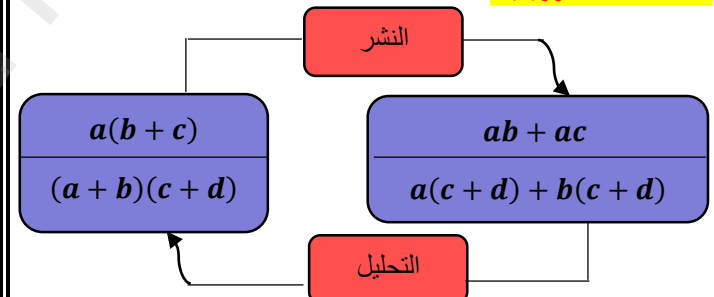 النشر
a(b + c)
(a + b)(c + d)
ab + ac
a(c + d) + b(c + d)
التحليل